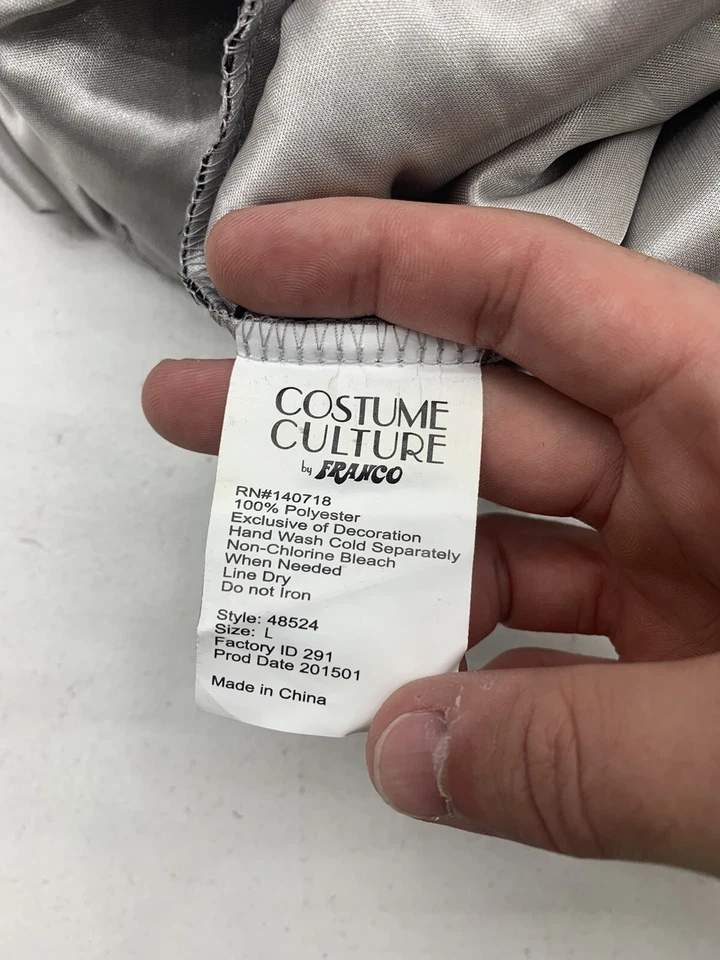 COSTUME
CULTURE
by FRANCO
RN#140718
100% Polyester
Exclusive of Decoration
Hand Wash Cold Separately
Non-Chlorine Bleach
When Needed
Line Dry
Do not Iron
Style: 48524
Size: L
Factory ID 291
Prod Date 201501
Made in China